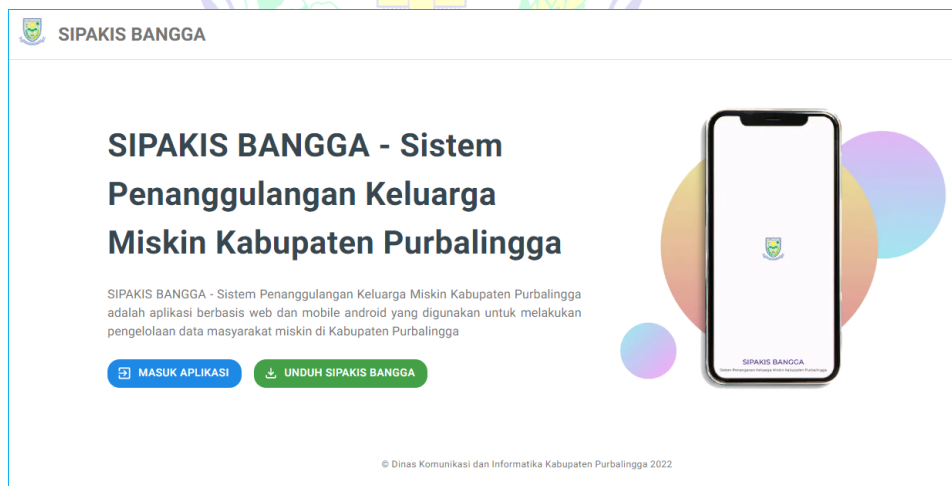 SIPAKIS BANGGA
SIPAKIS BANGGA - Sistem
Penanggulangan Keluarga
Miskin Kabupaten Purbalingga
SIPAKIS BANGGA - Sistem Penanggulangan Keluarga Miskin Kabupaten Purbalingga
adalah aplikasi berbasis web dan mobile android yang digunakan untuk melakukan
pengelolaan data masyarakat miskin di Kabupaten Purbalingga
MASUK APLIKASI
UNDUH SIPAKIS BANGGA
SIPAKIS BANGGA
Sistem Penanganan Keluarga Miskin Kabupaten Purbalingga
© Dinas Komunikasi dan Informatika Kabupaten Purbalingga 2022